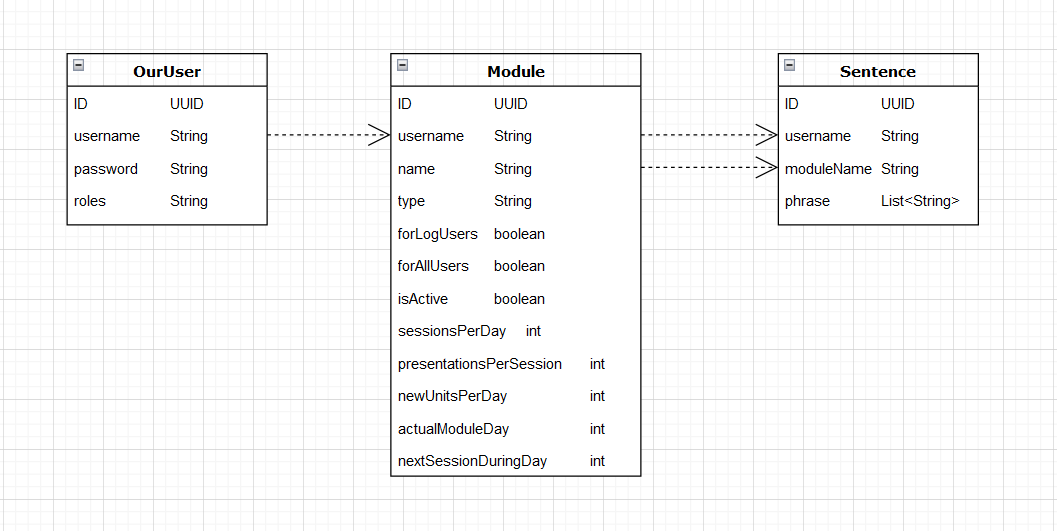 OurUser
ID UUID
username String
password String
roles String
Module
ID UUID
username String
name String
type String
forLogUsers boolean
forAllUsers boolean
isActive boolean
sessionsPerDay int
presentationsPerSession int
newUnitsPerDay int
actualModuleDay int
nextSessionDuringDay int
Sentence
ID UUID
username String
moduleName String
phrase List<String>